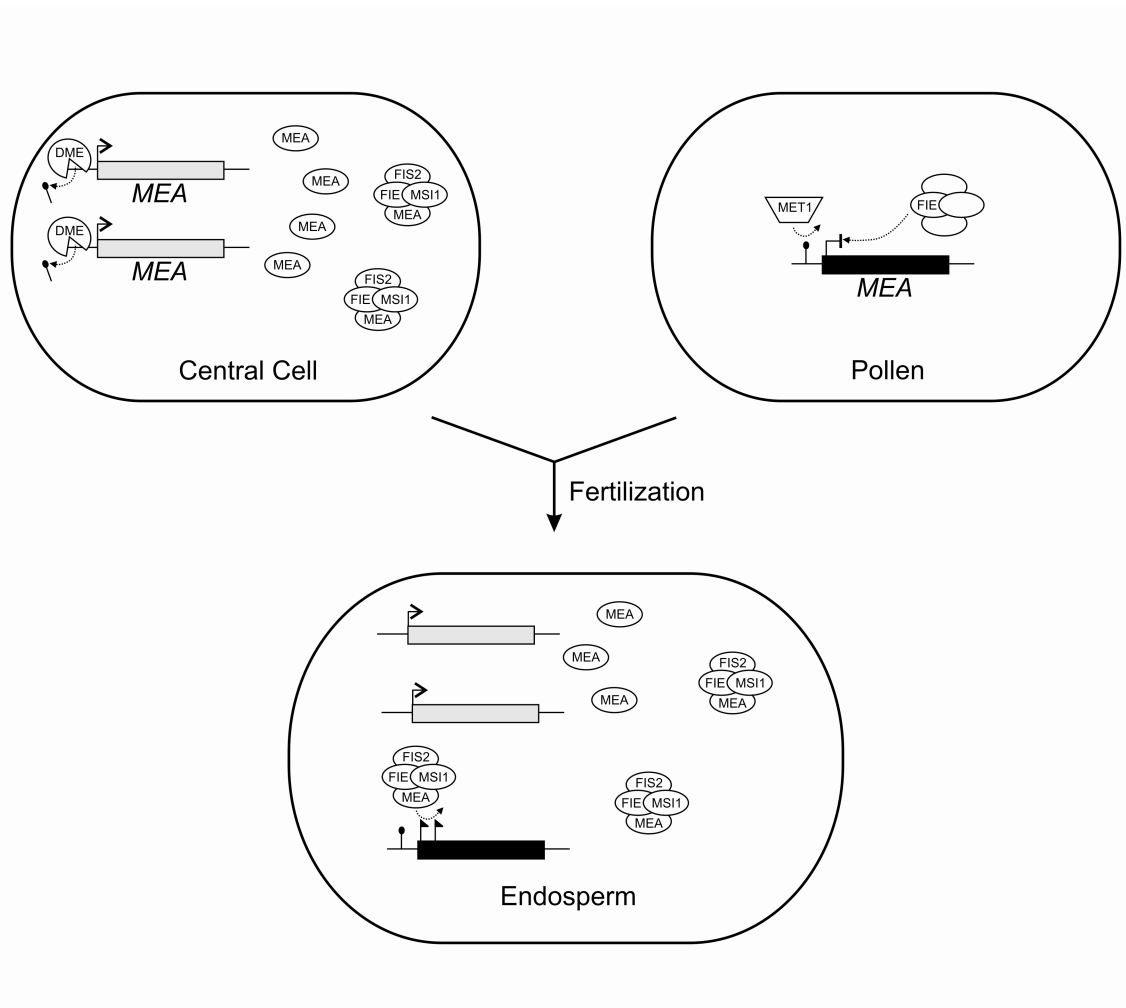 DME
MEA
DME
MEA
MEA
MEA
MEA
MEA
FIS2
FIE MSI1
MEA
FIS2
FIE MSI1
MEA
Central Cell
MET1
FIE
MEA
Pollen
Fertilization
MEA
MEA
MEA
FIS2
FIE MSI1
MEA
FIS2
FIE MSI1
MEA
FIS2
FIE MSI1
MEA
Endosperm